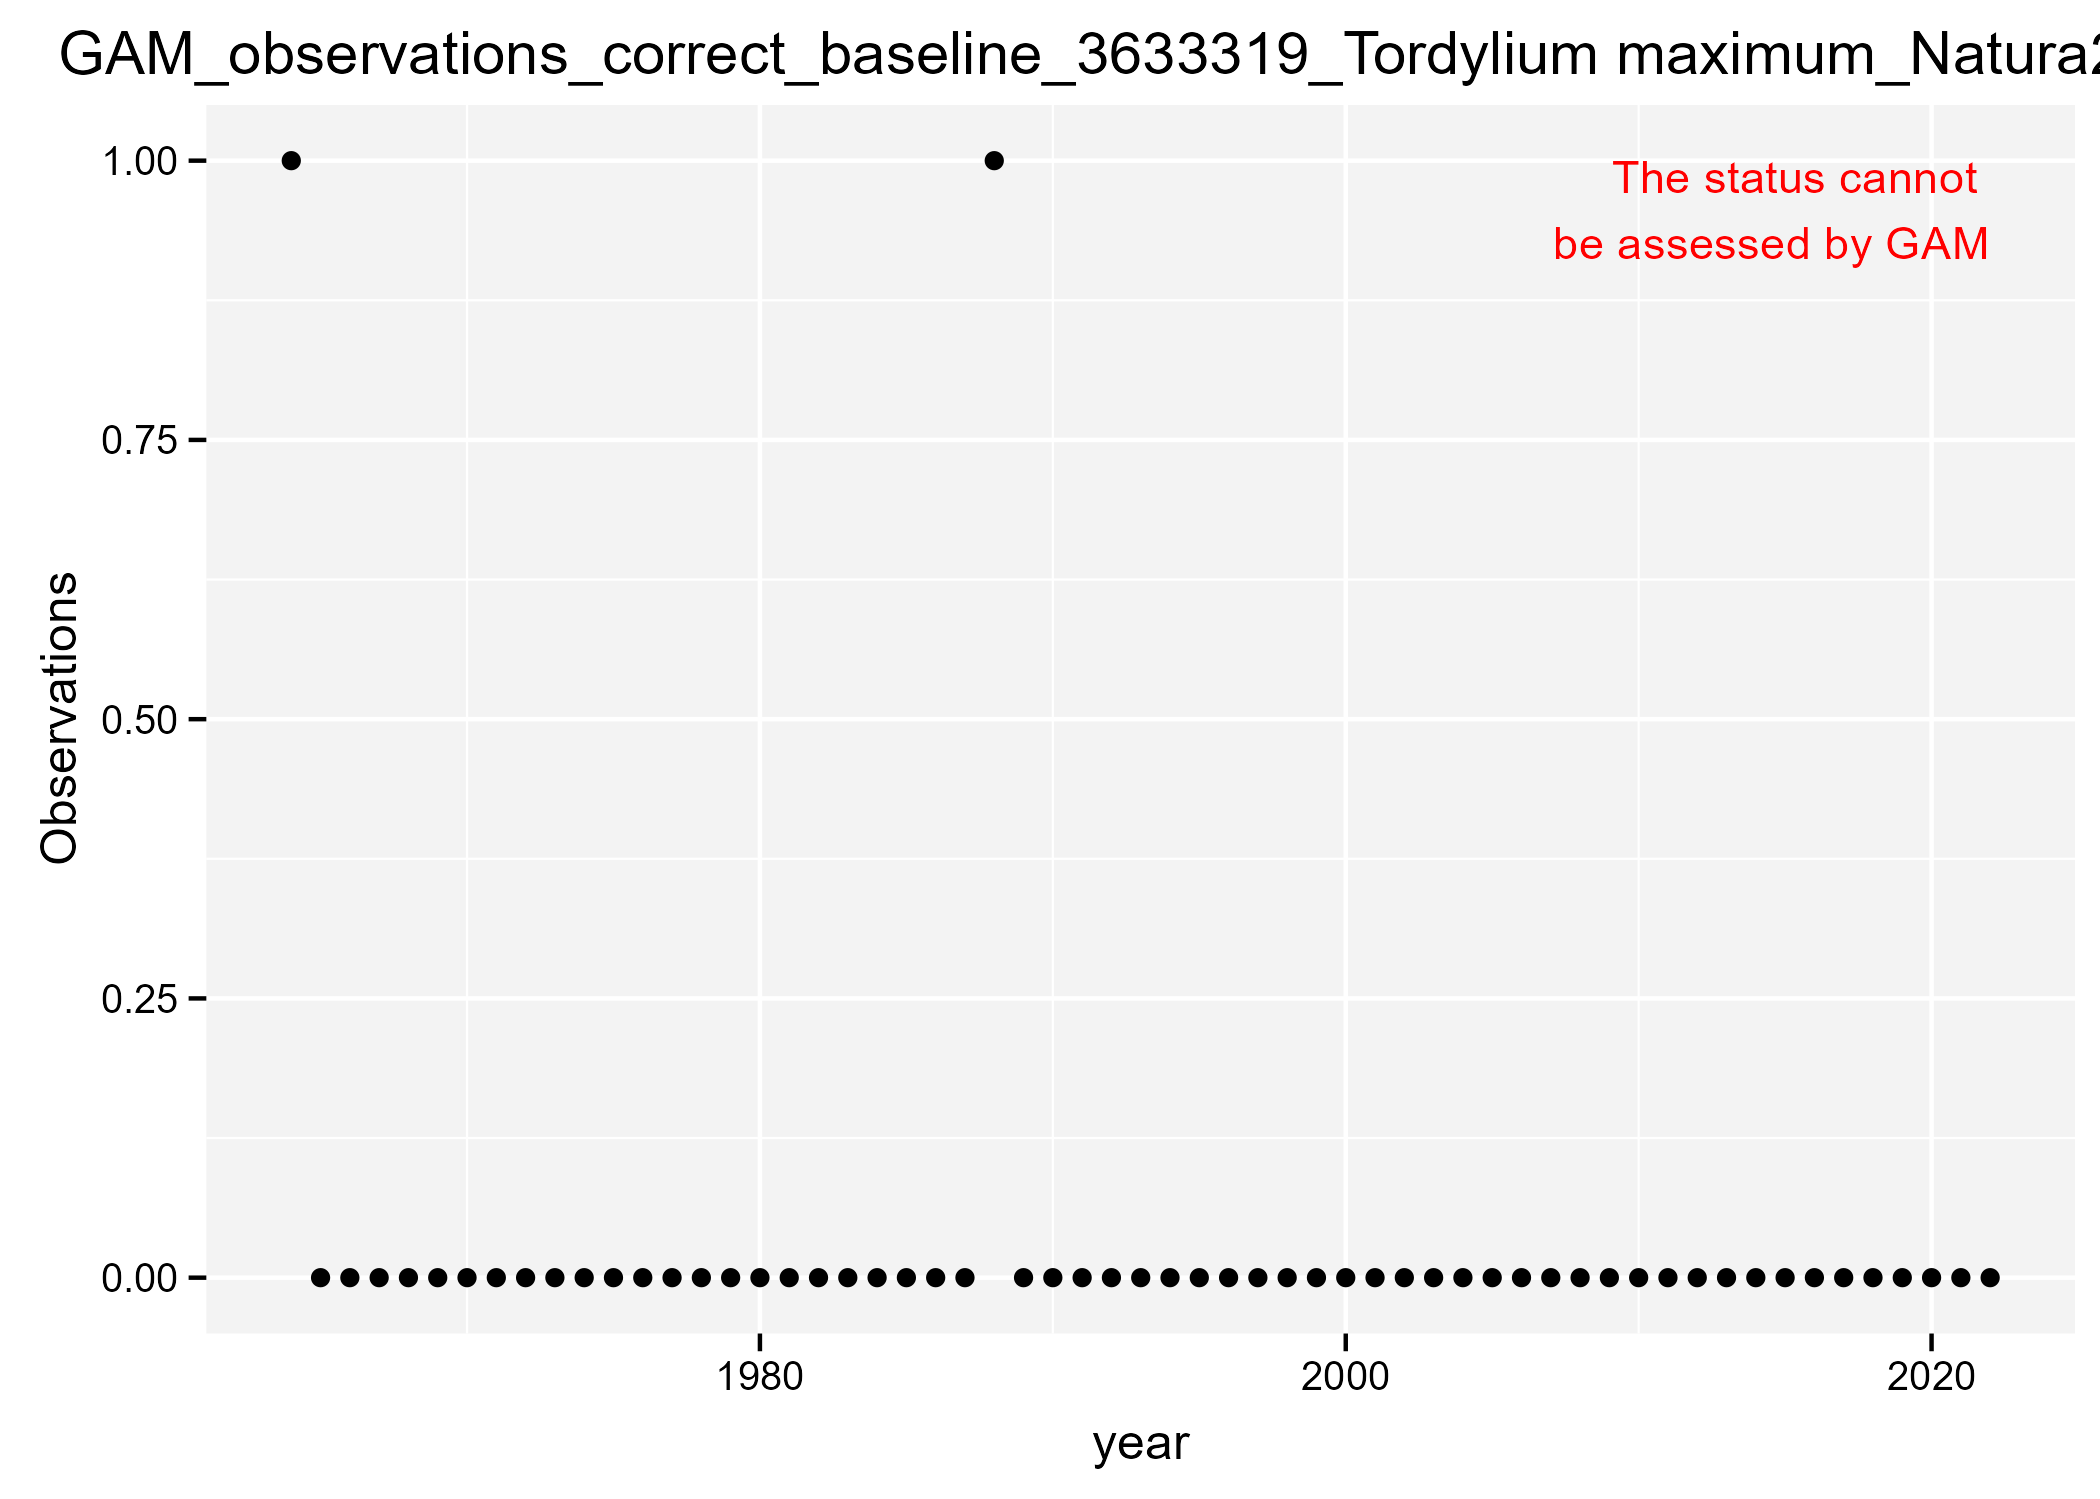 GAM_observations_correct_baseline_3633319_Tordylium maximum_Natura2
The status cannot
be assessed by GAM
1.00
0.75
0.50
0.25
0.00
Observations
1980
2000
2020
year